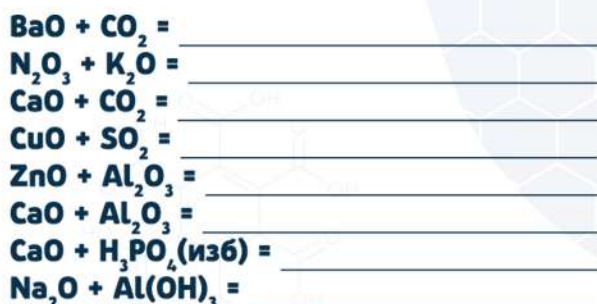 BaO + CO₂ =
N₂O₃ + K₂O =
CaO + CO₂ =
CuO + SO₂ =
ZnO + Al₂O₃ =
CaO + Al₂O₃ =
CaO + H₃PO₄(изб) =
Na₂O + Al(OH)₃ =